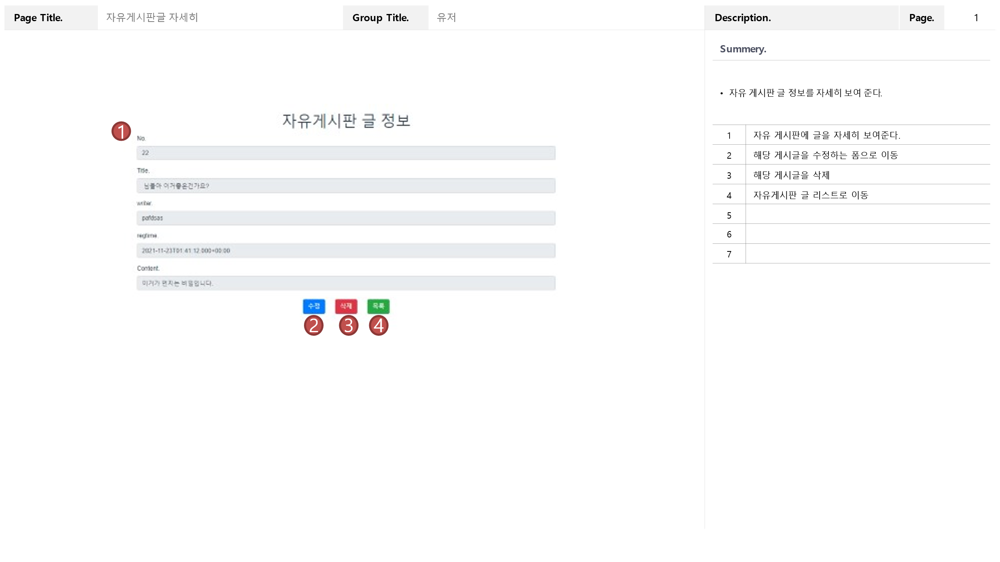 Page Title.
자유게시판글 자세히
Group Title.
유저
Description.
Page.
1
자유게시판 글 정보
1
No.
22
Title.
이거좋은건가요?
writer.
pafdsas
regtime.
2021-11-23T01:41:12.000+00:00
Content.
이거가 먼지는 비밀입니다.
수정
삭제
목록
2
3
4
Summery.
• 자유 게시판 글 정보를 자세히 보여 준다.
1 자유 게시판에 글을 자세히 보여준다.
2 해당 게시글을 수정하는 폼으로 이동
3 해당 게시글을 삭제
4 자유게시판 글 리스트로 이동
5
6
7